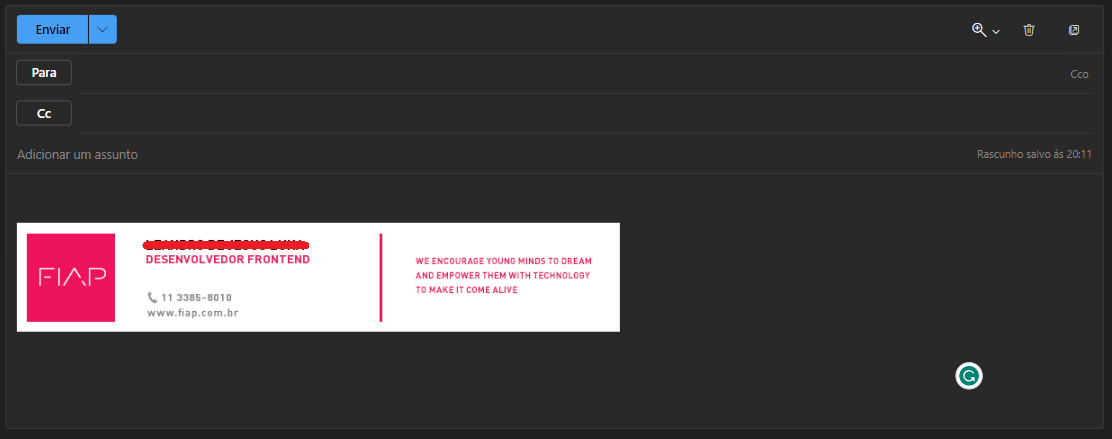 Enviar
Para
Cco
Cc
Adicionar um assunto
Rascunho salvo às 20:11
FIAP
DESENVOLVEDOR FRONTEND
11 3385-8010
www.fiap.com.br
WE ENCOURAGE YOUNG MINDS TO DREAM
AND EMPOWER THEM WITH TECHNOLOGY
TO MAKE IT COME ALIVE